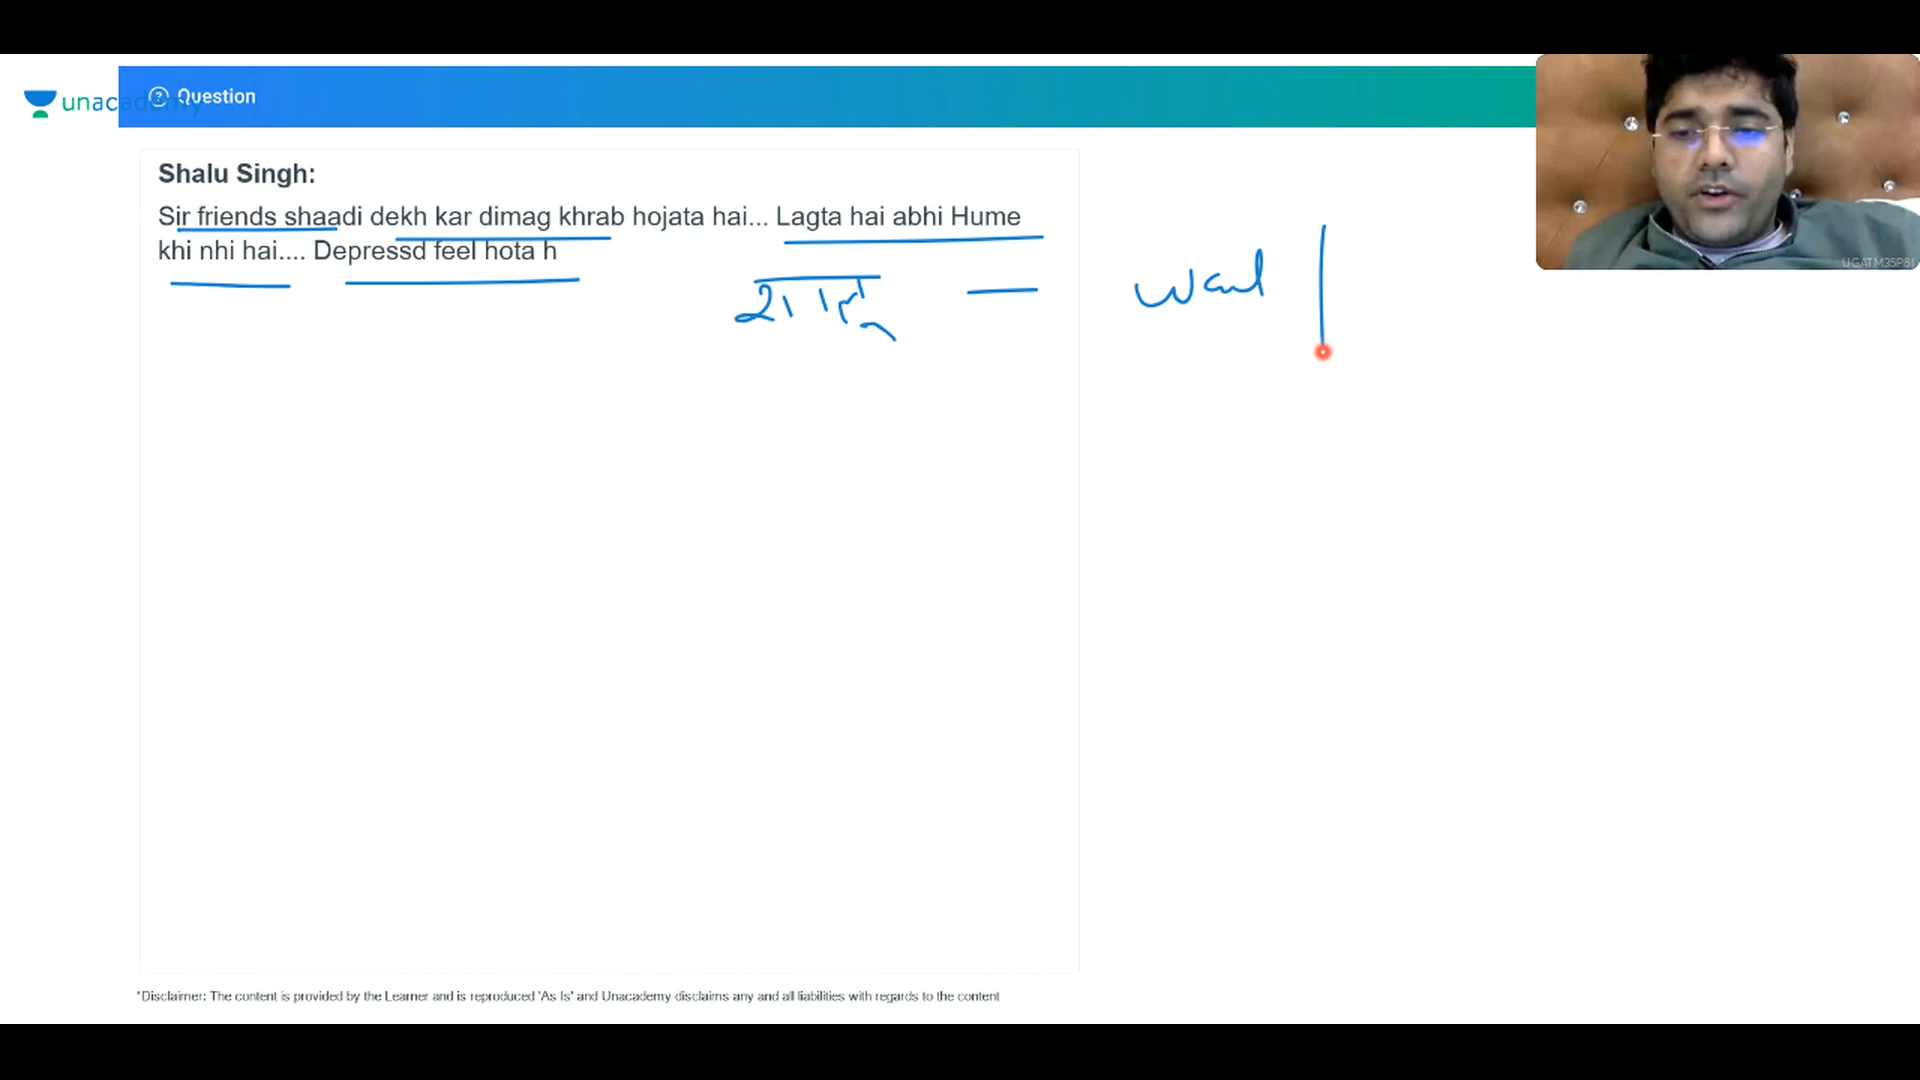 unacademy
Question
Shalu Singh:
Sir friends shaadi dekh kar dimag khrab hojata hai... Lagta hai abhi Hume
khi nhi hai.... Depressd feel hota h
UGATM35P8I
*Disclaimer: The content is provided by the Learner and is reproduced 'As Is' and Unacademy disclaims any and all liabilities with regards to the content